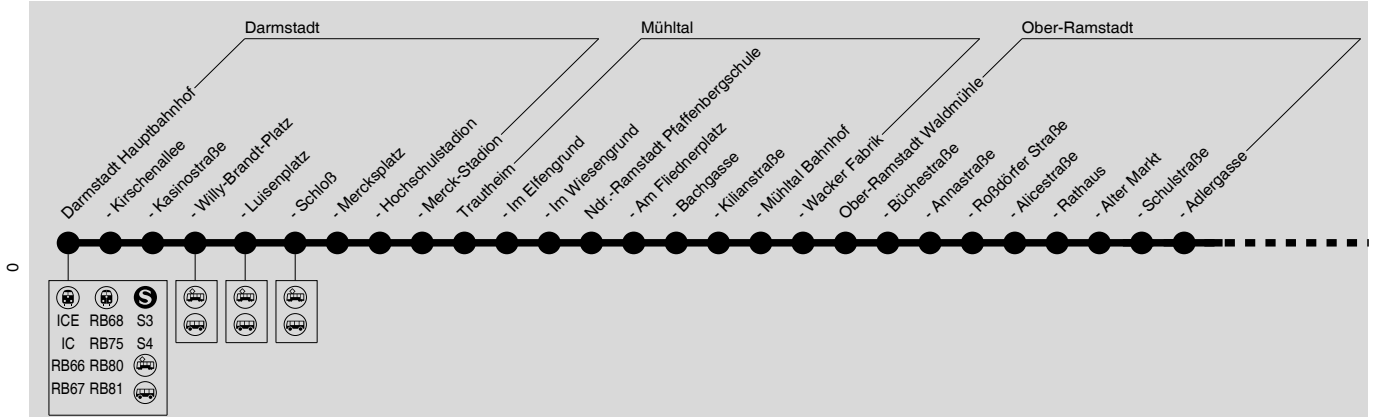 Darmstadt
Mühltal
Ober-Ramstadt
Darmstadt Hauptbahnhof
- Kirschenallee
- Kasinostraße
- Willy-Brandt-Platz
- Luisenplatz
- Schloß
- Mercksplatz
- Hochschulstadion
- Merck-Stadion
Trautheim
- Im Elfengrund
- Im Wiesengrund
Ndr.-Ramstadt Pfaffenbergschule
- Am Fliednerplatz
- Bachgasse
- Kilianstraße
- Mühltal Bahnhof
- Wacker Fabrik
Ober-Ramstadt Waldmühle
- Büchestraße
- Annastraße
- Roßdörfer Straße
- Alicestraße
- Rathaus
- Alter Markt
- Schulstraße
- Adlergasse
0
S
ICE RB68 S3
IC RB75 S4
RB66 RB80
RB67 RB81